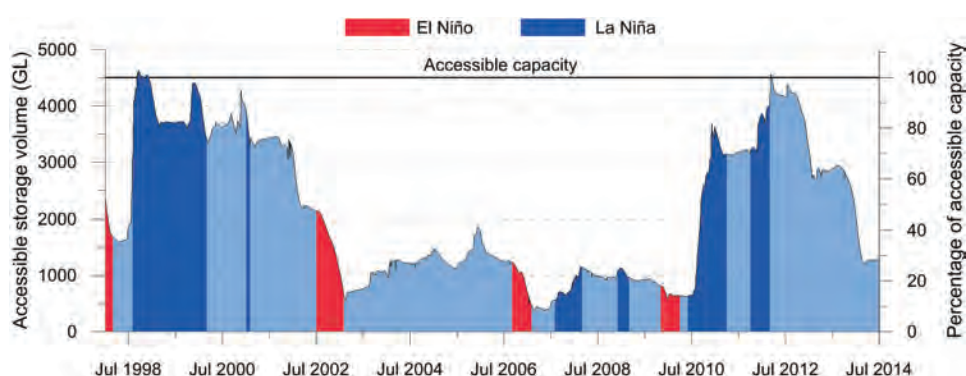 El Niño La Niña
Accessible storage volume (GL)
5000
4000
3000
2000
1000
0
Accessible capacity
100
80
60
40
20
0
Percentage of accessible capacity
Jul 1998 Jul 2000 Jul 2002 Jul 2004 Jul 2006 Jul 2008 Jul 2010 Jul 2012 Jul 2014